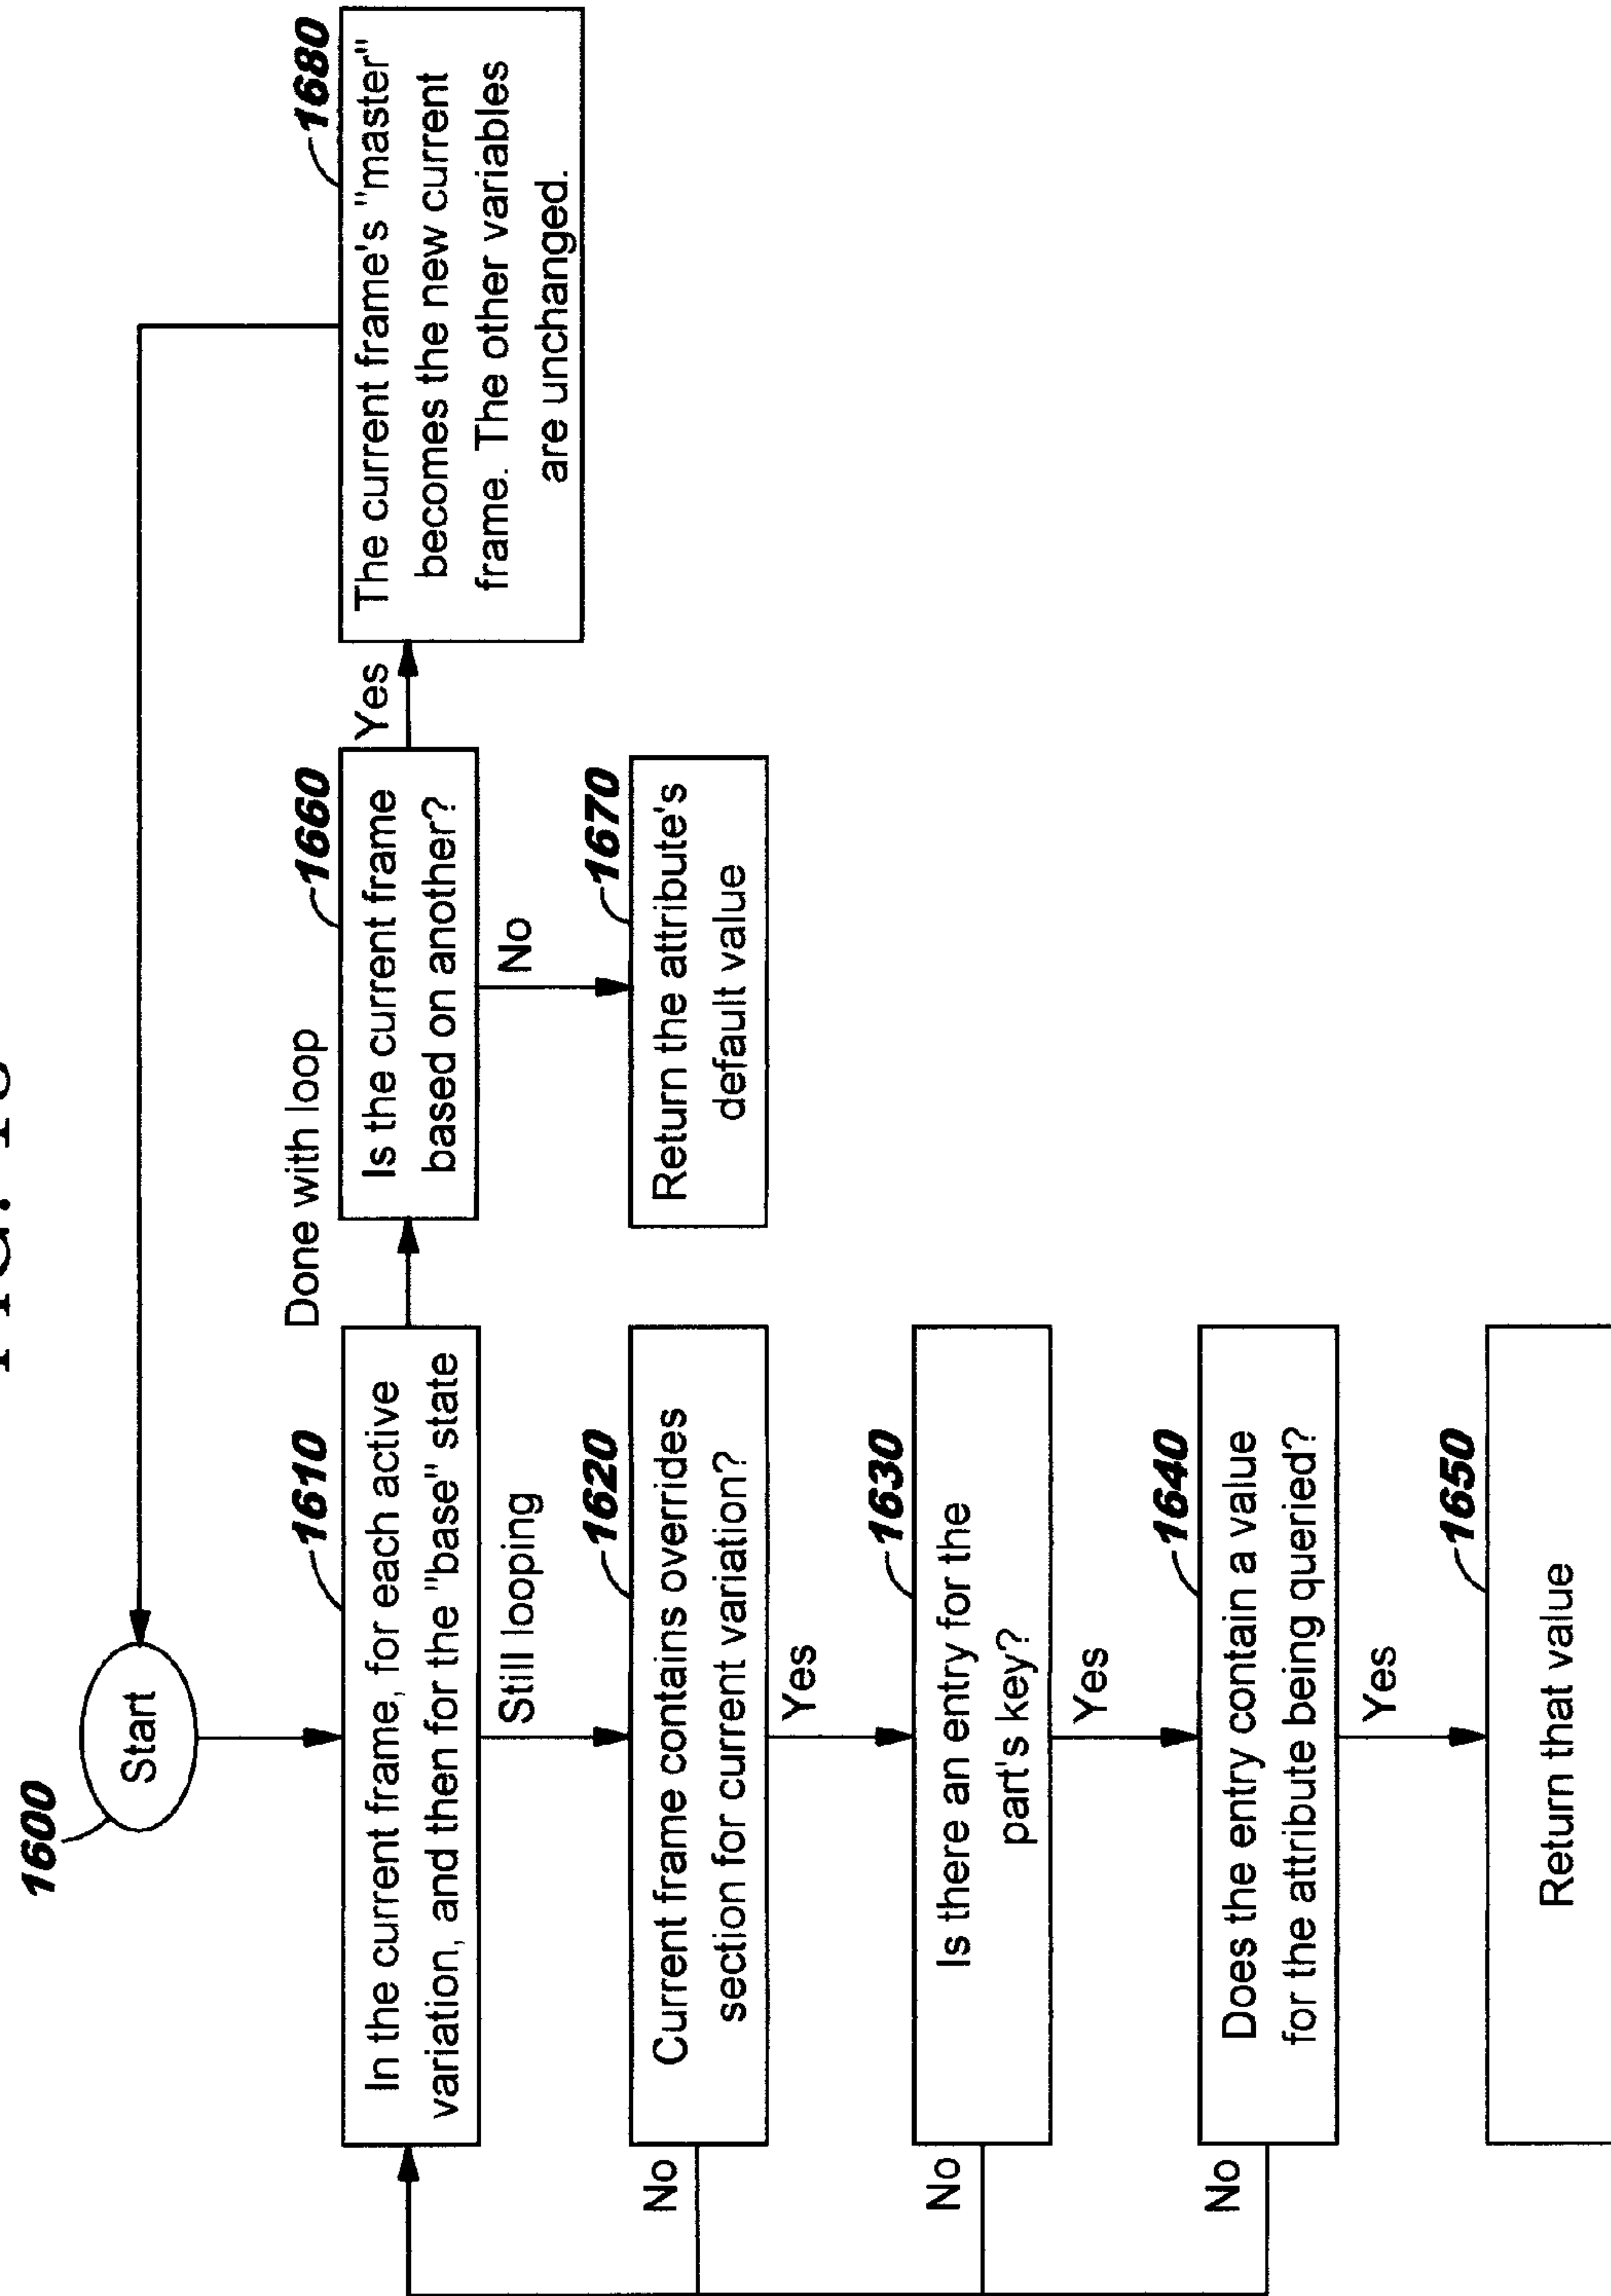 1600
Start
1610
In the current frame, for each active
variation, and then for the "base" state
Still looping
Done with loop
1620
Current frame contains overrides
section for current variation?
No
Yes
1630
Is there an entry for the
part's key?
No
Yes
1640
Does the entry contain a value
for the attribute being queried?
No
Yes
1650
Return that value
1660
Is the current frame
based on another?
Yes
No
1670
Return the attribute's
default value
1680
The current frame's "master"
becomes the new current
frame. The other variables
are unchanged.